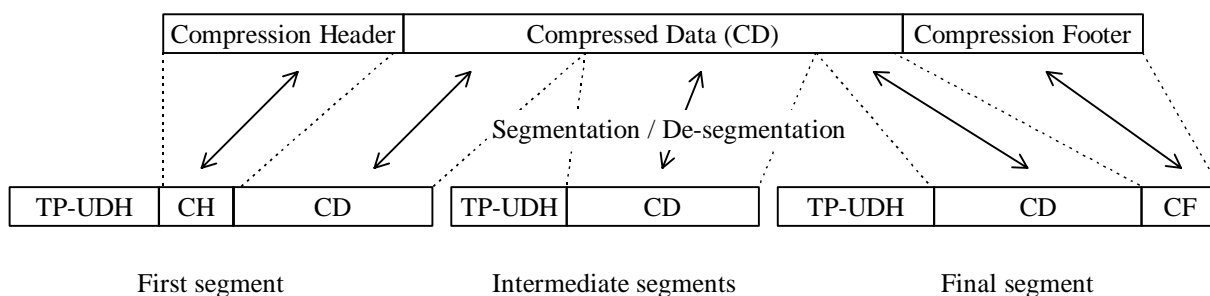 Compression Header Compressed Data (CD) Compression Footer
Segmentation / De-segmentation
TP-UDH CH CD TP-UDH CD TP-UDH CD CF
First segment Intermediate segments Final segment